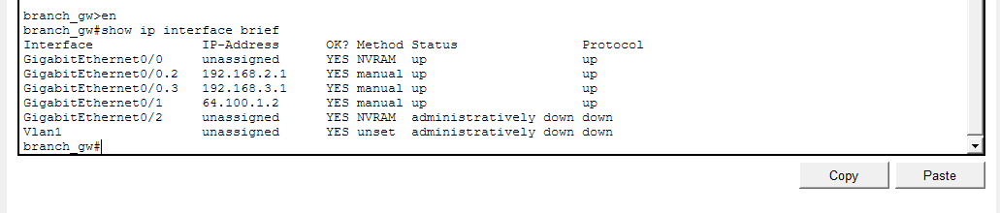 branch_gw>en
branch_gw#show ip interface brief
Interface IP-Address OK? Method Status Protocol
GigabitEthernet0/0 unassigned YES NVRAM up up
GigabitEthernet0/0.2 192.168.2.1 YES manual up up
GigabitEthernet0/0.3 192.168.3.1 YES manual up up
GigabitEthernet0/1 64.100.1.2 YES manual up up
GigabitEthernet0/2 unassigned YES NVRAM administratively down down
Vlan1 unassigned YES unset administratively down down
branch_gw#
Copy Paste